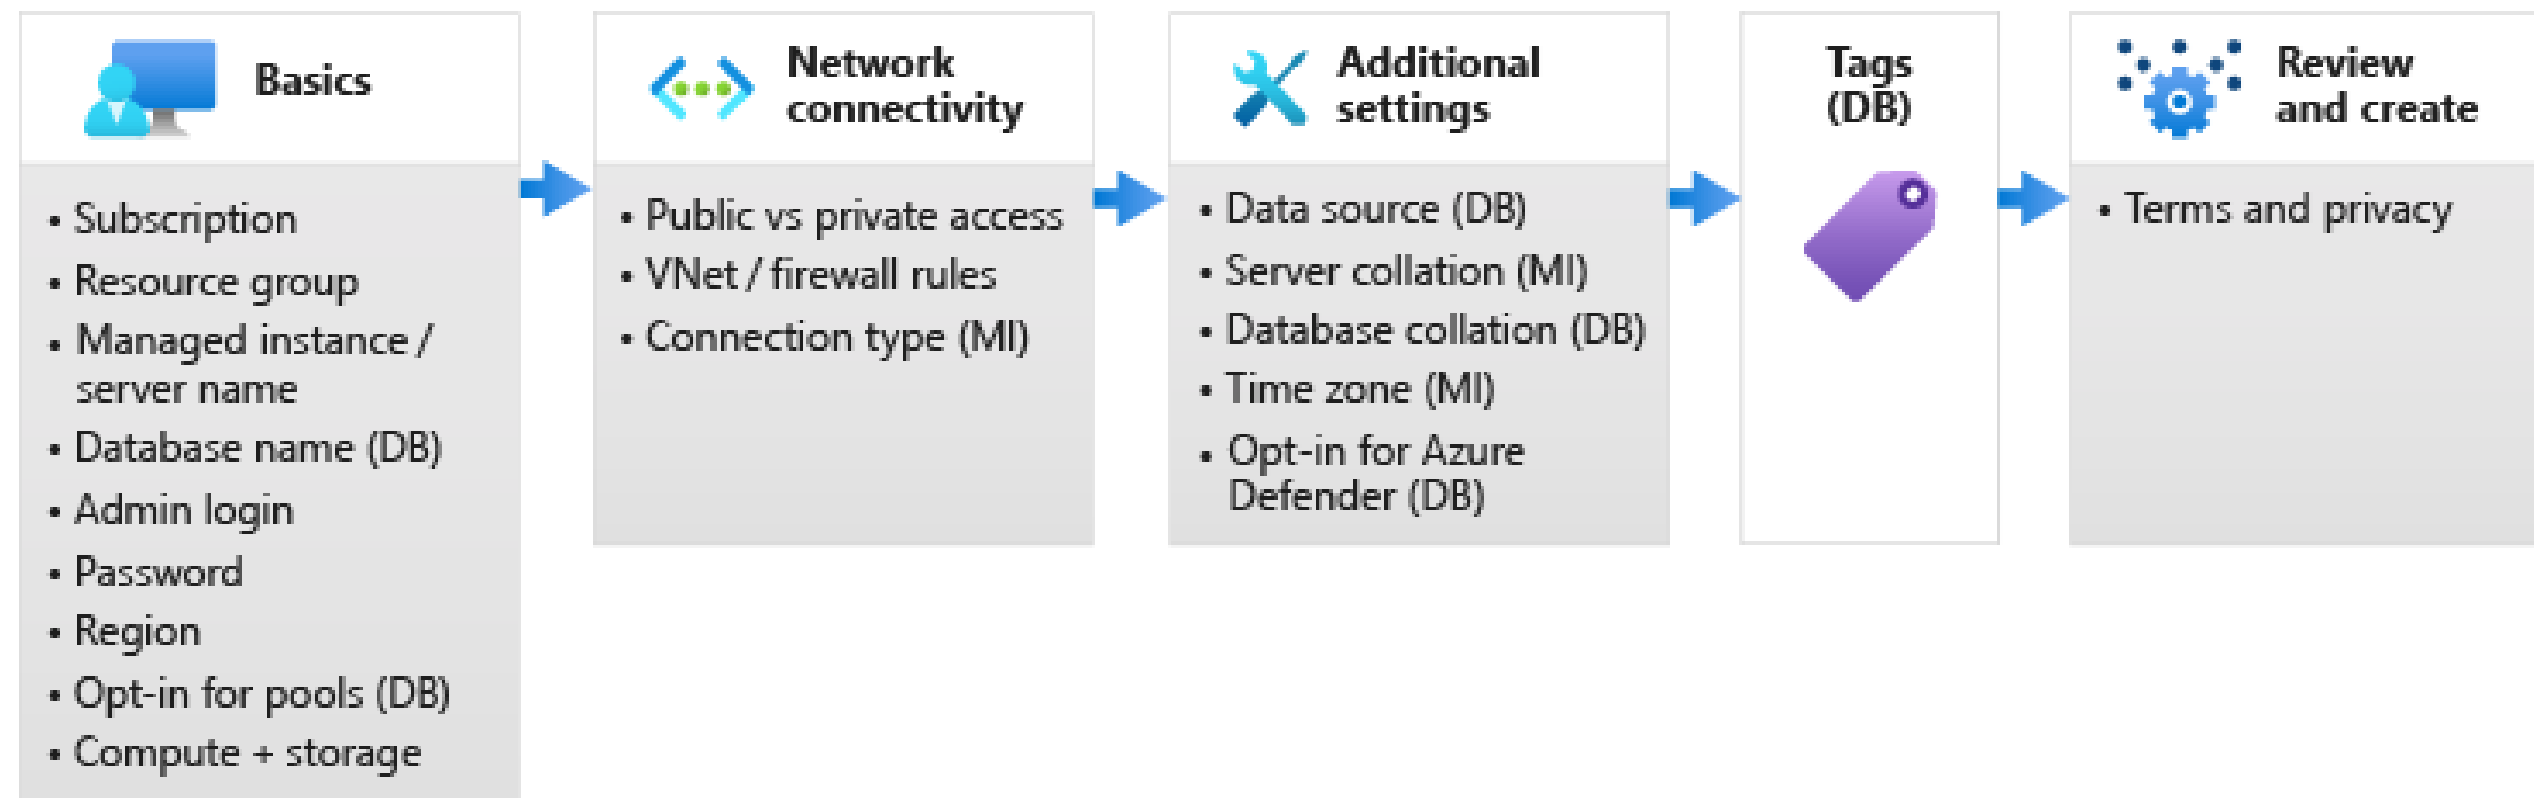 Basics
• Subscription
• Resource group
• Managed instance /
server name
• Database name (DB)
• Admin login
• Password
• Region
• Opt-in for pools (DB)
• Compute + storage
Network
connectivity
• Public vs private access
• VNet / firewall rules
• Connection type (MI)
Additional
settings
• Data source (DB)
• Server collation (MI)
• Database collation (DB)
• Time zone (MI)
• Opt-in for Azure
Defender (DB)
Tags
(DB)
Review
and create
• Terms and privacy